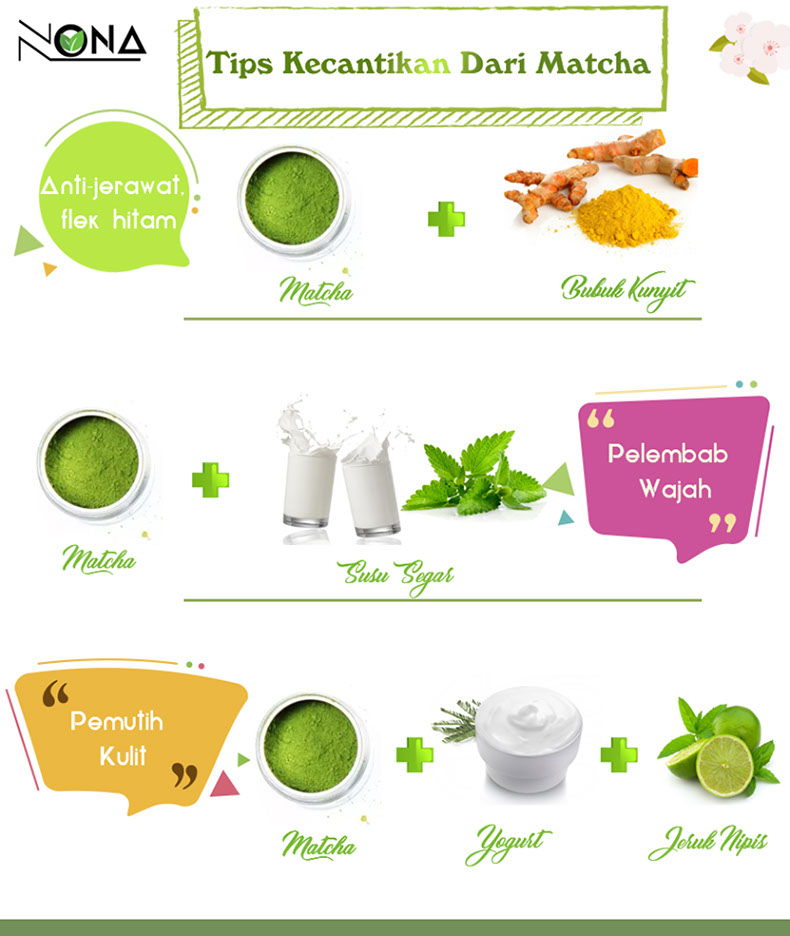 NONA
Tips Kecantikan Dari Matcha
Anti-jerawat,
flek hitam
Matcha
Bubuk Kunyit
Pelembab
Wajah
Matcha
Susu Segar
Pemutih
Kulit
Matcha
Yogurt
Jeruk Nipis